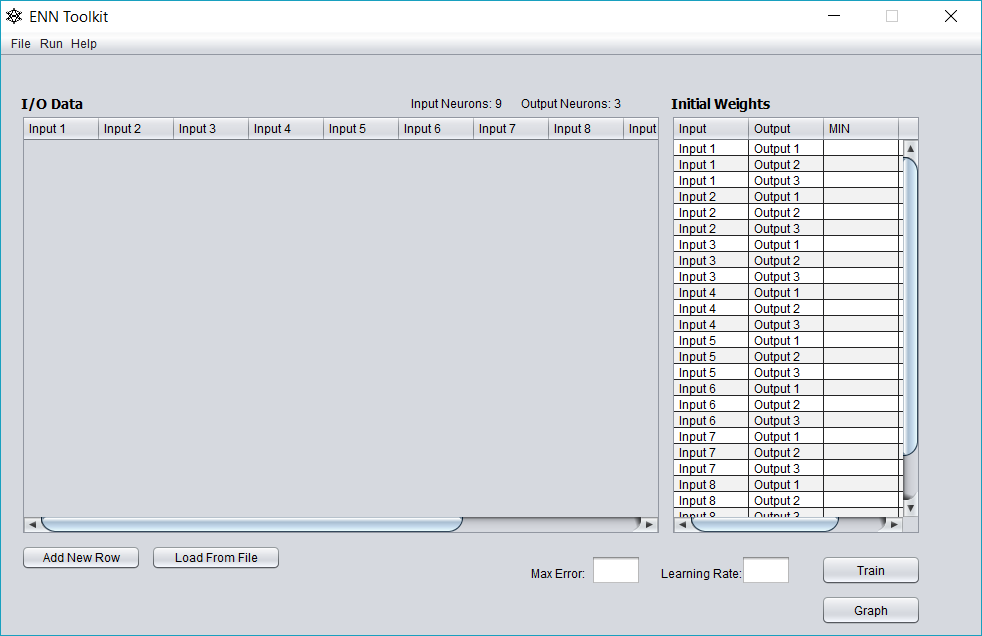 ENN Toolkit
File Run Help
I/O Data Input Neurons: 9 Output Neurons: 3 Initial Weights
Input 1 Input 2 Input 3 Input 4 Input 5 Input 6 Input 7 Input 8 Input Input Output MIN
Input 1 Output 1
Input 1 Output 2
Input 1 Output 3
Input 2 Output 1
Input 2 Output 2
Input 2 Output 3
Input 3 Output 1
Input 3 Output 2
Input 3 Output 3
Input 4 Output 1
Input 4 Output 2
Input 4 Output 3
Input 5 Output 1
Input 5 Output 2
Input 5 Output 3
Input 6 Output 1
Input 6 Output 2
Input 6 Output 3
Input 7 Output 1
Input 7 Output 2
Input 7 Output 3
Input 8 Output 1
Input 8 Output 2
Input 8 Output 3
Add New Row Load From File
Max Error: Learning Rate: Train
Graph